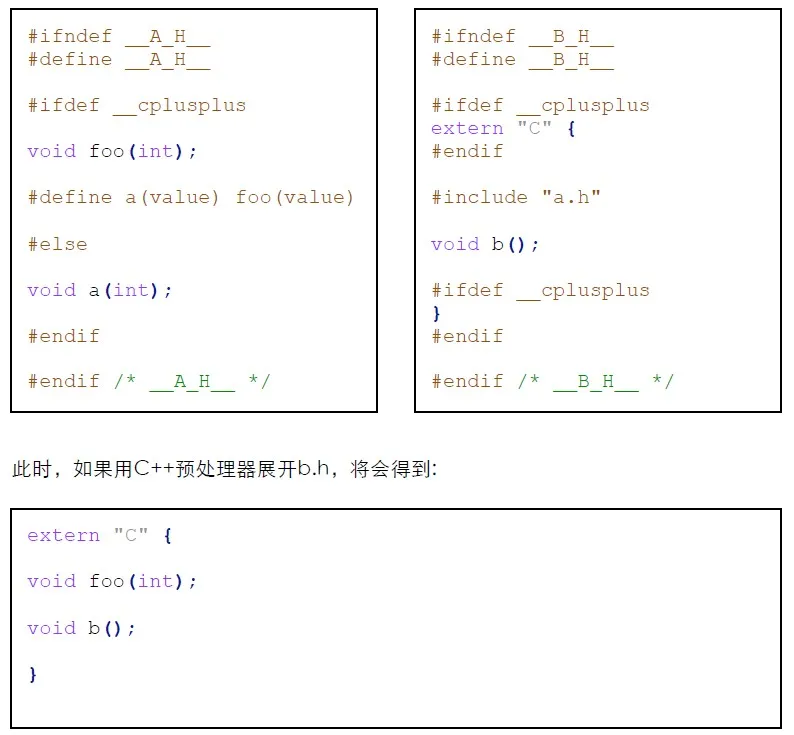 #ifndef __A_H__
#define __A_H__
#ifdef __cplusplus
void foo(int);
#define a(value) foo(value)
#else
void a(int);
#endif
#endif /* __A_H__ */
#ifndef __B_H__
#define __B_H__
#ifdef __cplusplus
extern "C" {
#endif
#include "a.h"
void b();
#ifdef __cplusplus
}
#endif
#endif /* __B_H__ */
此时，如果用C++预处理器展开b.h，将会得到:
extern "C" {
void foo(int);
void b();
}